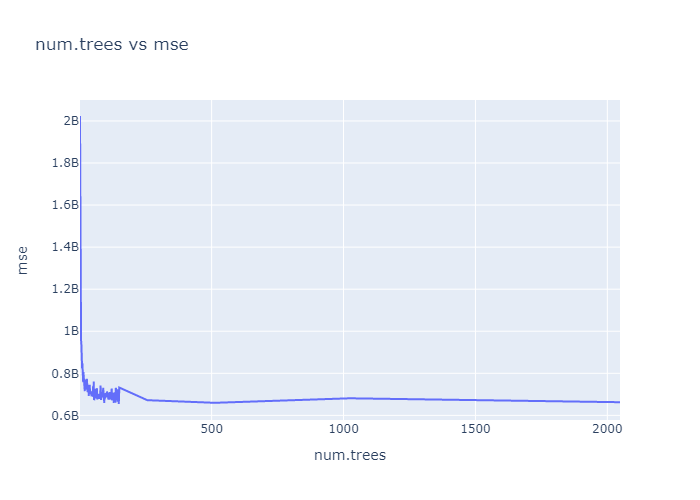 num.trees vs mse
2B
1.8B
1.6B
1.4B
1.2B
1B
0.8B
0.6B
mse
500
1000
1500
2000
num.trees